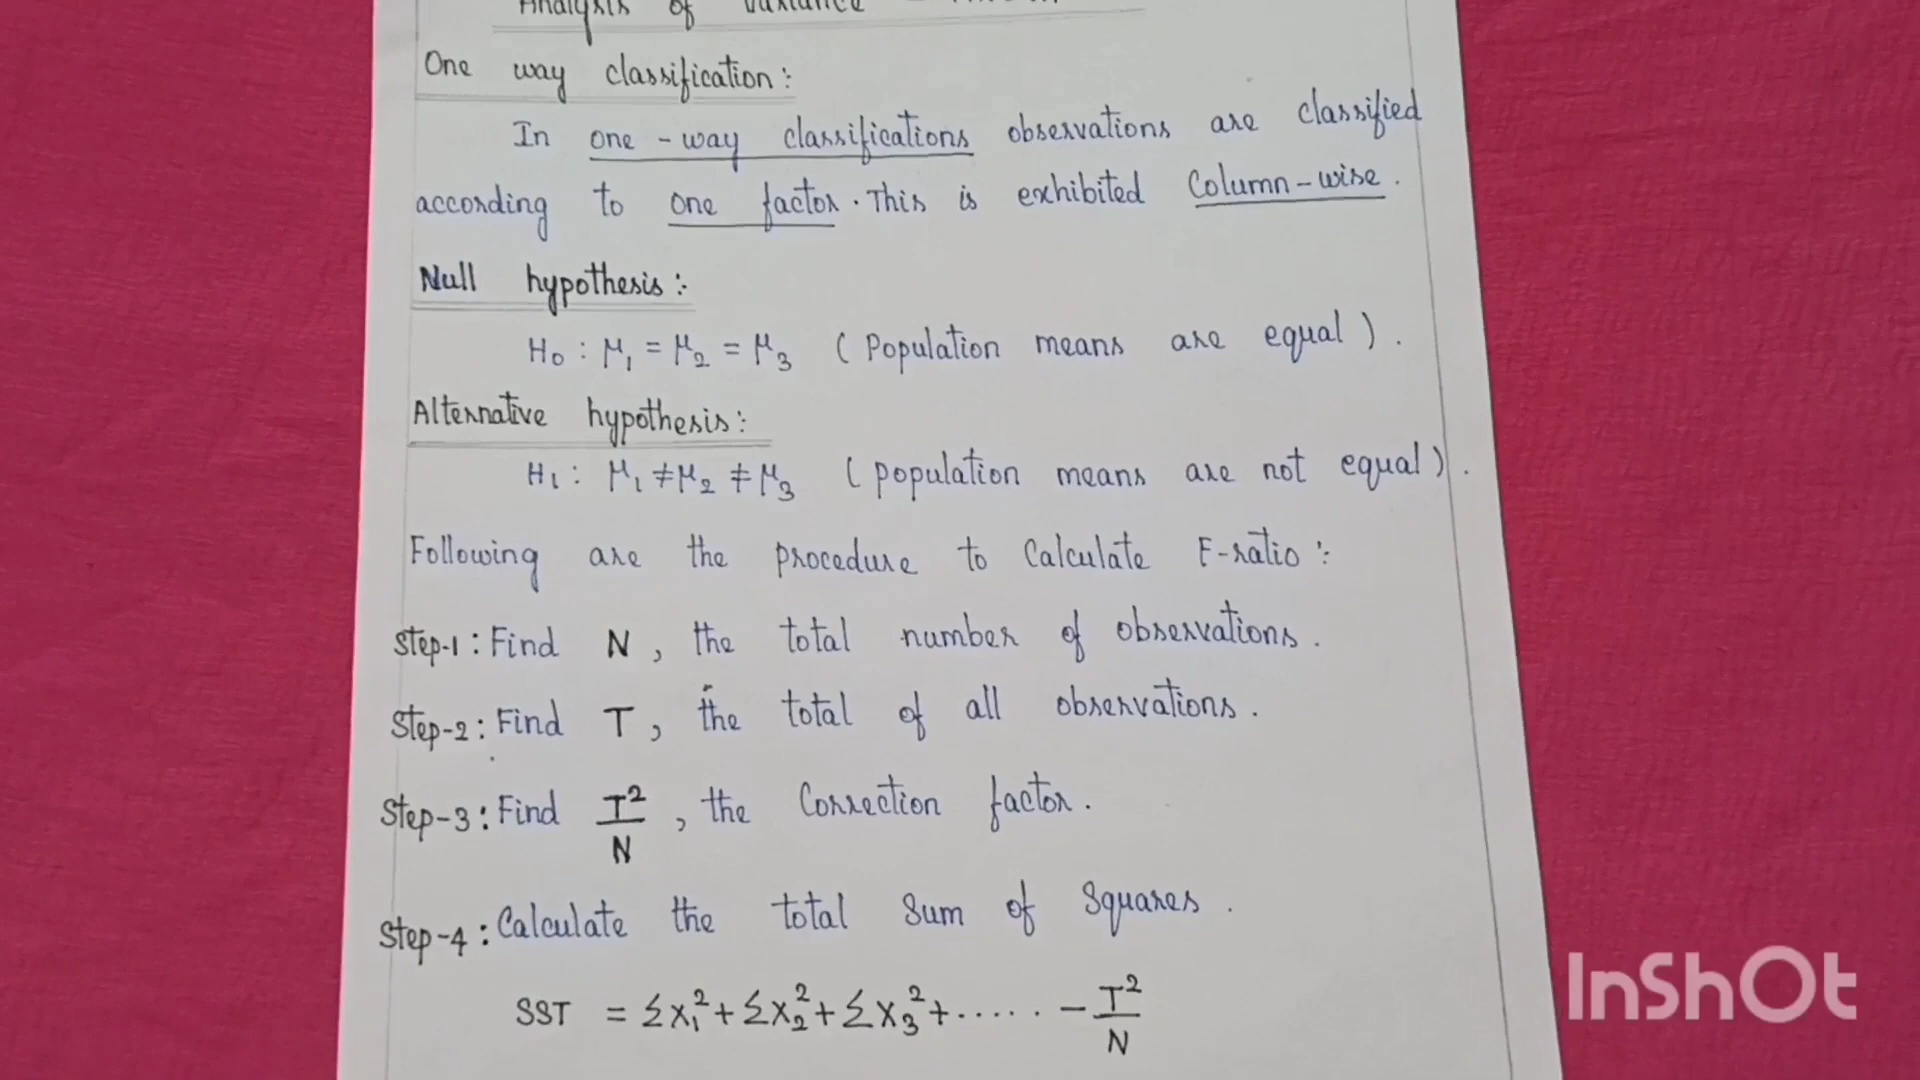 Analysis of Variance
One way classification:
In one-way classifications observations are classified
according to one factor. This is exhibited Column-wise.
Null hypothesis:
H₀ : μ₁ = μ₂ = μ₃ (Population means are equal).
Alternative hypothesis:
H₁ : μ₁ ≠ μ₂ ≠ μ₃ (population means are not equal).
Following are the procedure to Calculate F-ratio:
Step-1: Find N, the total number of observations.
Step-2: Find T, the total of all observations.
Step-3: Find T²/N, the Correction factor.
Step-4: Calculate the total Sum of Squares.
SST = Σx₁² + Σx₂² + Σx₃² + ..... - T²/N
InShOt